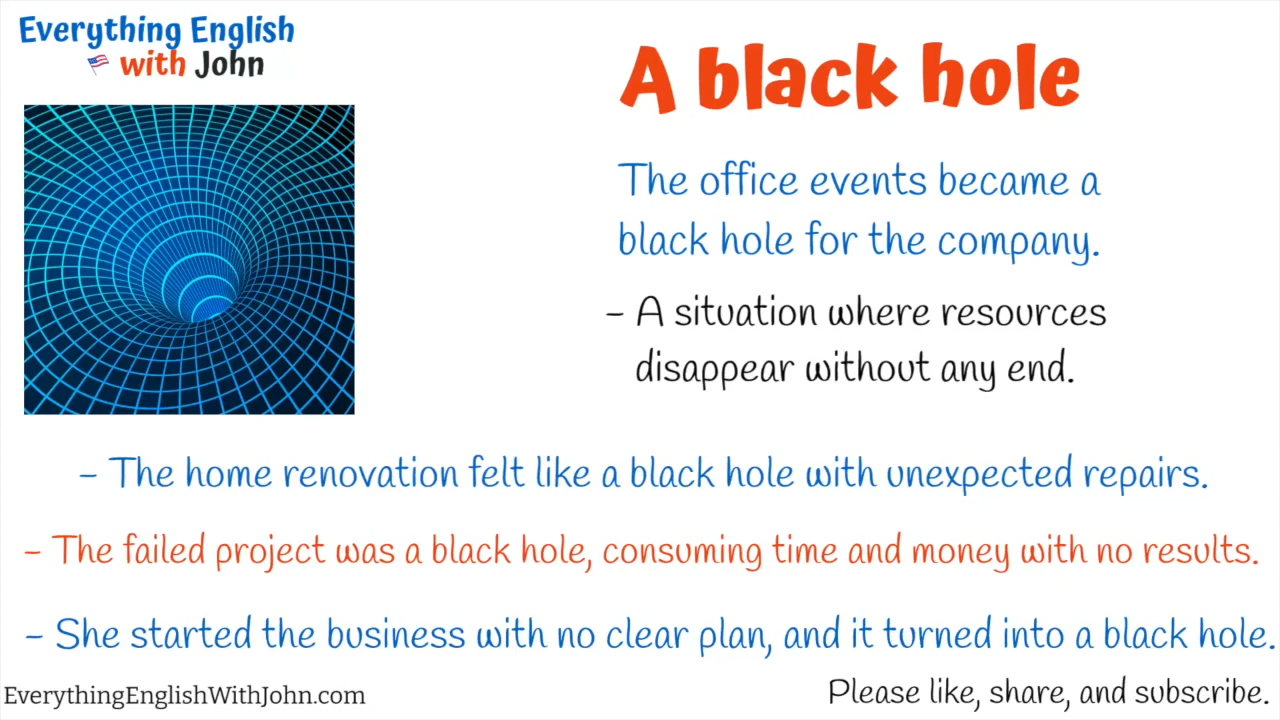 Everything English
with John
A black hole
The office events became a
black hole for the company.
- A situation where resources
disappear without any end.
- The home renovation felt like a black hole with unexpected repairs.
- The failed project was a black hole, consuming time and money with no results.
- She started the business with no clear plan, and it turned into a black hole.
EverythingEnglishWithJohn.com
Please like, share, and subscribe.